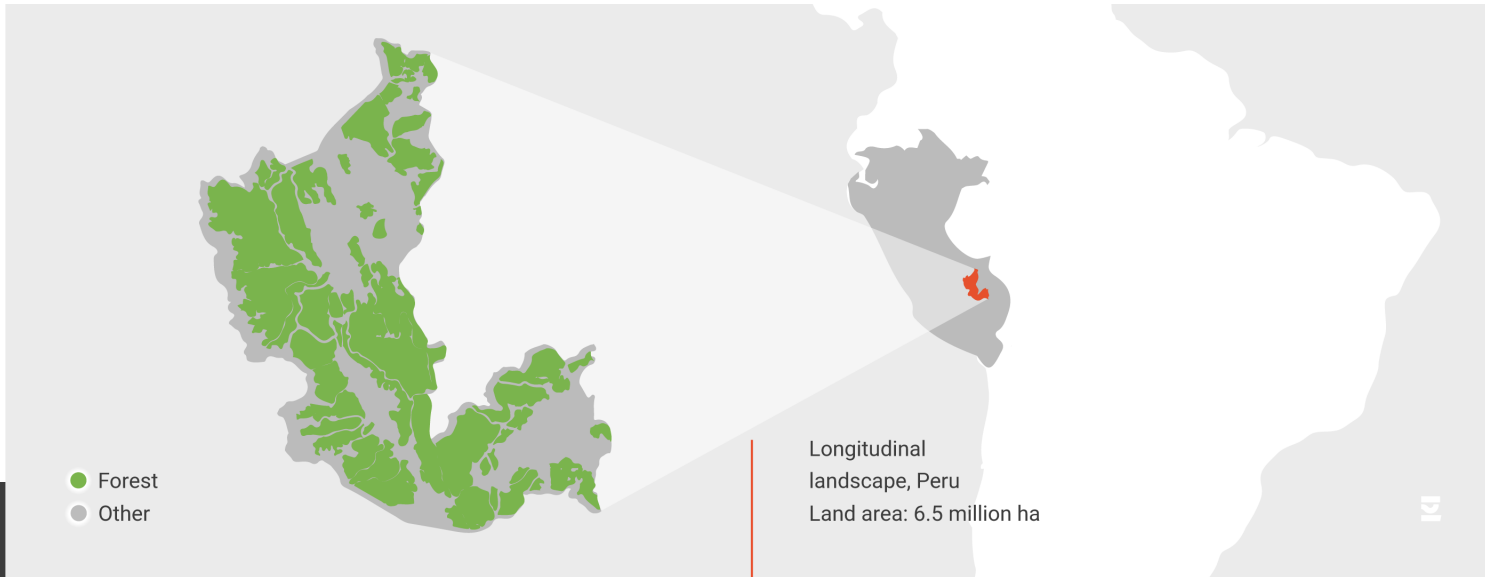 Forest
Other
Longitudinal
landscape, Peru
Land area: 6.5 million ha